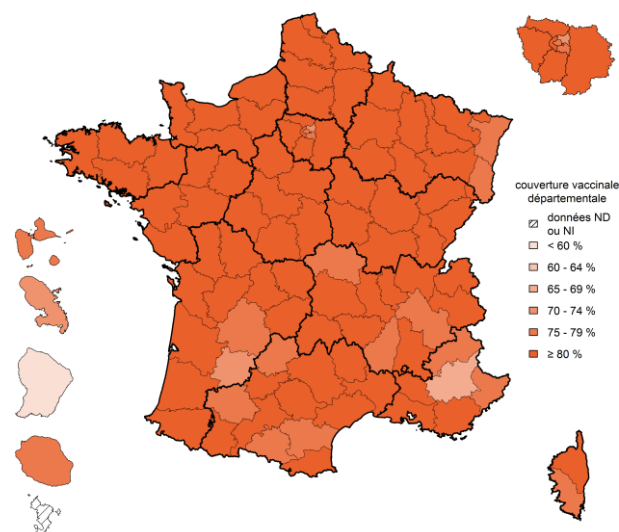 couverture vaccinale
départementale
données ND
ou NI
< 60 %
60 - 64 %
65 - 69 %
70 - 74 %
75 - 79 %
≥ 80 %